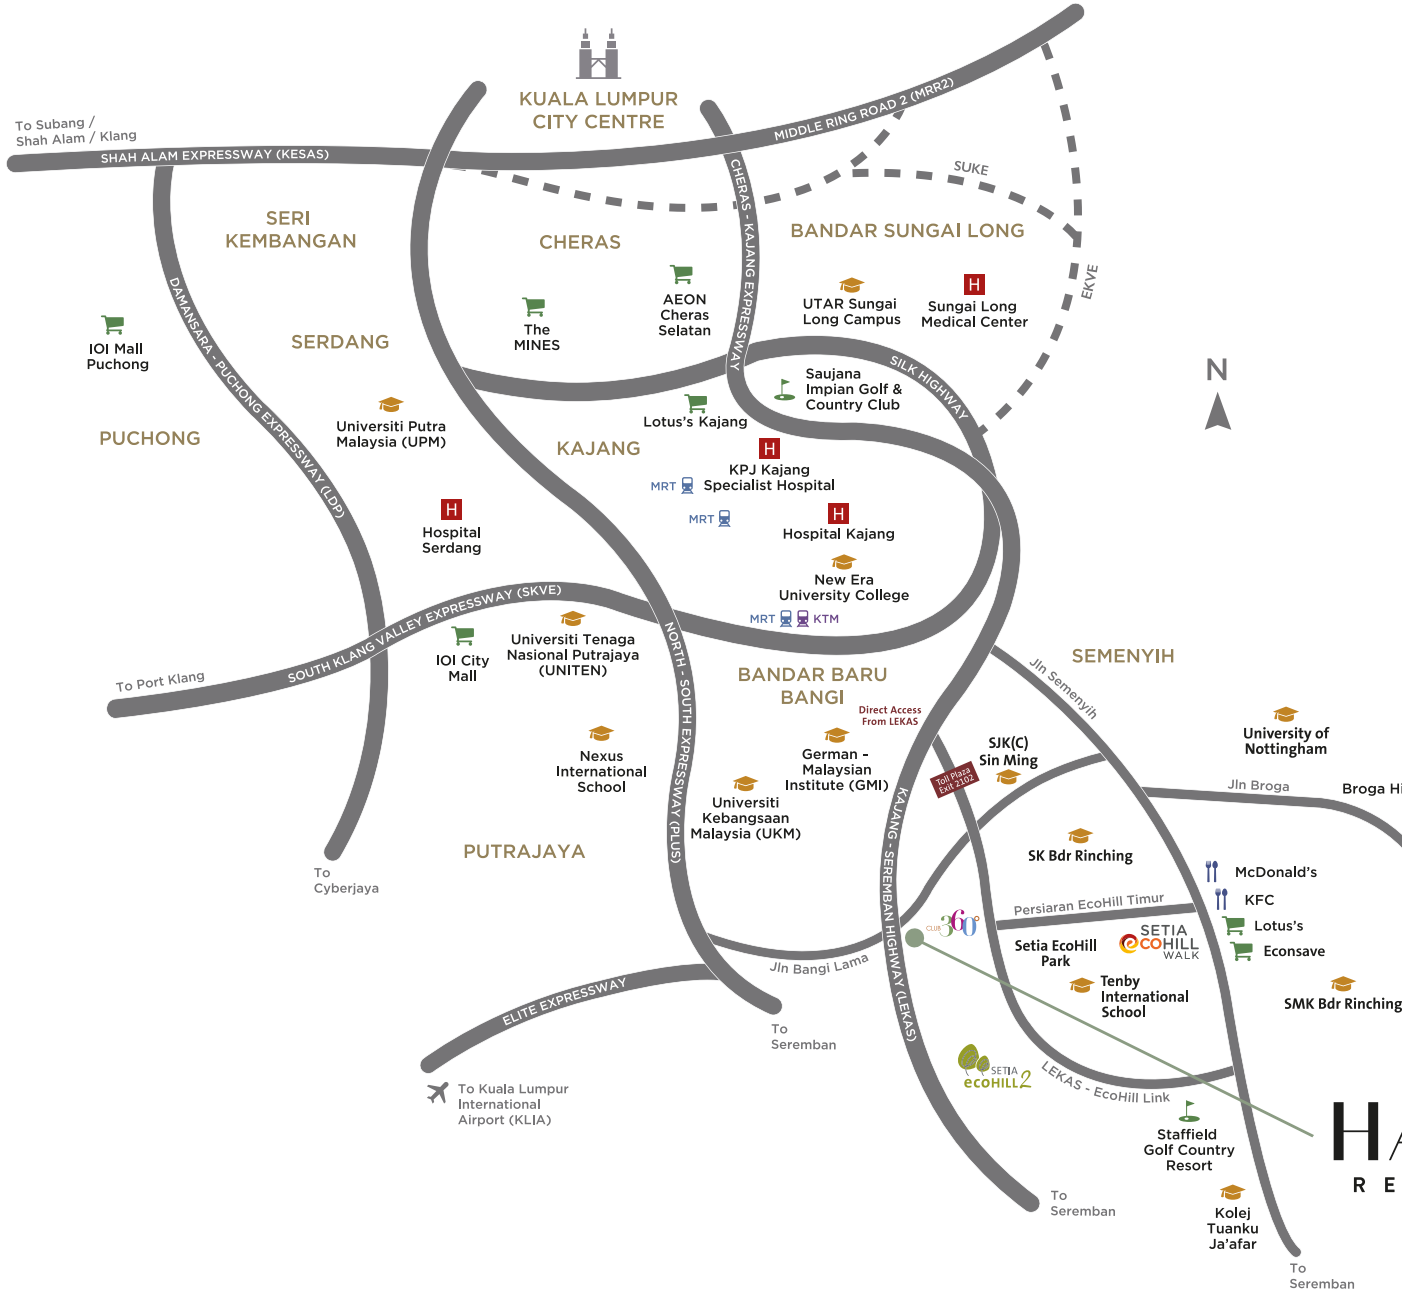 KUALA LUMPUR
CITY CENTRE
To Subang /
Shah Alam / Klang
SHAH ALAM EXPRESSWAY (KESAS)
MIDDLE RING ROAD 2 (MRR2)
SUKE
EKVE
SERI
KEMBANGAN
CHERAS
BANDAR SUNGAI LONG
CHERAS - KAJANG EXPRESSWAY
DAMANSARA - PUCHONG EXPRESSWAY (LDP)
AEON
Cheras
Selatan
The
MINES
UTAR Sungai
Long Campus
H
Sungai Long
Medical Center
IOI Mall
Puchong
SERDANG
SILK HIGHWAY
N
Saujana
Impian Golf &
Country Club
Universiti Putra
Malaysia (UPM)
Lotus's Kajang
PUCHONG
KAJANG
H
KPJ Kajang
Specialist Hospital
MRT
MRT
H
Hospital
Serdang
H
Hospital Kajang
New Era
University College
SOUTH KLANG VALLEY EXPRESSWAY (SKVE)
MRT
KTM
IOI City
Mall
Universiti Tenaga
Nasional Putrajaya
(UNITEN)
To Port Klang
NORTH - SOUTH EXPRESSWAY (PLUS)
BANDAR BARU
BANGI
Direct Access
From LEKAS
SEMENYIH
Jln Semenyih
University of
Nottingham
Nexus
International
School
German -
Malaysian
Institute (GMI)
SJK(C)
Sin Ming
Toll Plaza
Exit 2102
Universiti
Kebangsaan
Malaysia (UKM)
KAJANG - SEREMBAN HIGHWAY (LEKAS)
Jln Broga
Broga Hi
PUTRAJAYA
To
Cyberjaya
SK Bdr Rinching
McDonald's
KFC
Persiaran EcoHill Timur
Lotus's
Econsave
CLUB 360°
Setia EcoHill
Park
SETIA
ECOHILL
WALK
Jln Bangi Lama
Tenby
International
School
SMK Bdr Rinching
ELITE EXPRESSWAY
To
Seremban
SETIA
ecoHILL 2
LEKAS - EcoHill Link
To Kuala Lumpur
International
Airport (KLIA)
Staffield
Golf Country
Resort
HA
RE
To
Seremban
Kolej
Tuanku
Ja'afar
To
Seremban